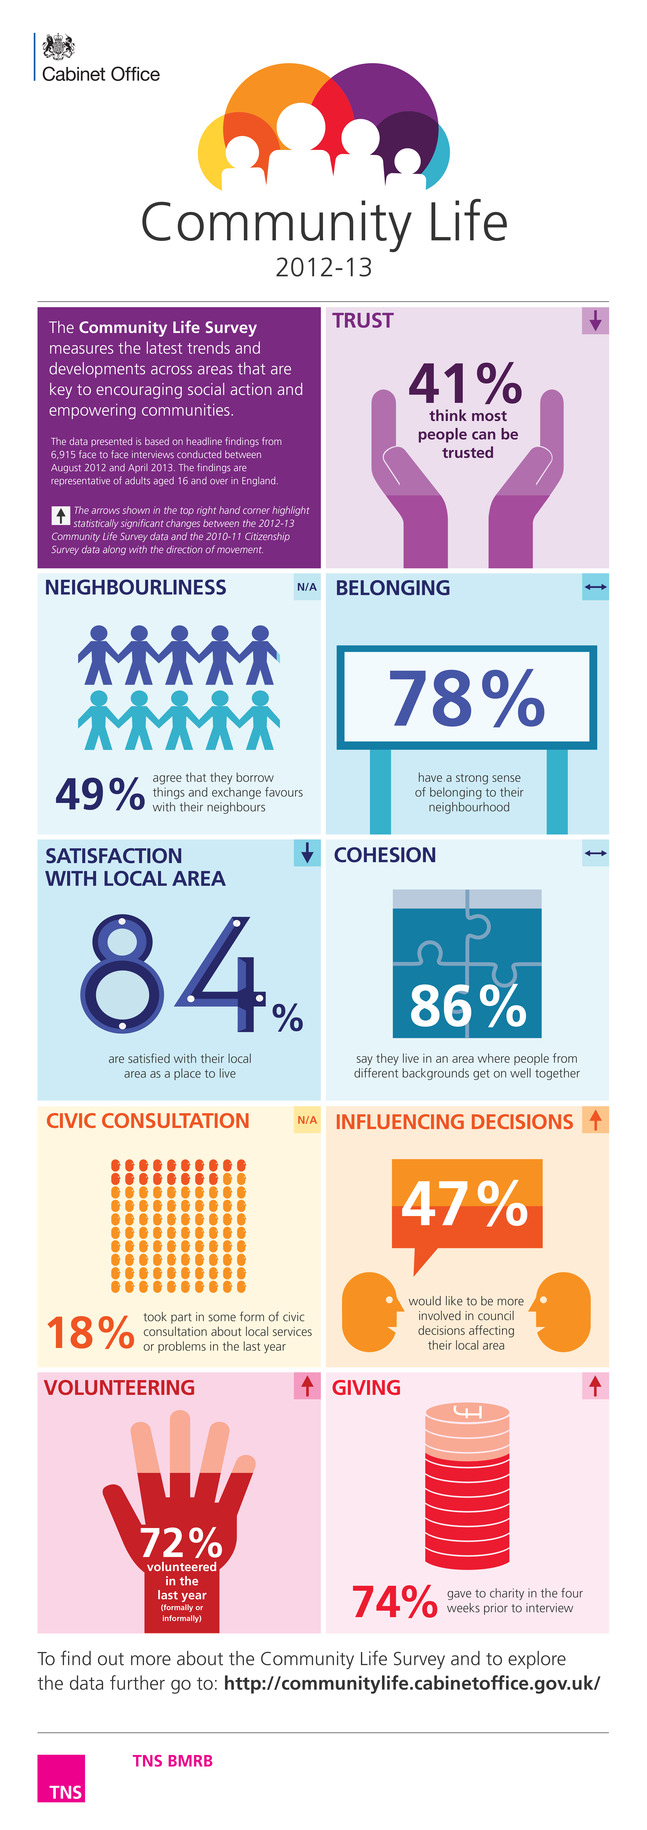 Cabinet Office
Community Life
2012-13
The Community Life Survey
measures the latest trends and
developments across areas that are
key to encouraging social action and
empowering communities.
The data presented is based on headline findings from
6,915 face to face interviews conducted between
August 2012 and April 2013. The findings are
representative of adults aged 16 and over in England.
The arrows shown in the top right hand corner highlight
statistically significant changes between the 2012-13
Community Life Survey data and the 2010-11 Citizenship
Survey data along with the direction of movement.
TRUST
41%
think most
people can be
trusted
NEIGHBOURLINESS
N/A
49%
agree that they borrow
things and exchange favours
with their neighbours
BELONGING
78%
have a strong sense
of belonging to their
neighbourhood
SATISFACTION
WITH LOCAL AREA
84%
are satisfied with their local
area as a place to live
COHESION
86%
say they live in an area where people from
different backgrounds get on well together
CIVIC CONSULTATION
N/A
18%
took part in some form of civic
consultation about local services
or problems in the last year
INFLUENCING DECISIONS
47%
would like to be more
involved in council
decisions affecting
their local area
VOLUNTEERING
72%
volunteered
in the
last year
(formally or
informally)
GIVING
£
74%
gave to charity in the four
weeks prior to interview
To find out more about the Community Life Survey and to explore
the data further go to: http://communitylife.cabinetoffice.gov.uk/
TNS
TNS BMRB